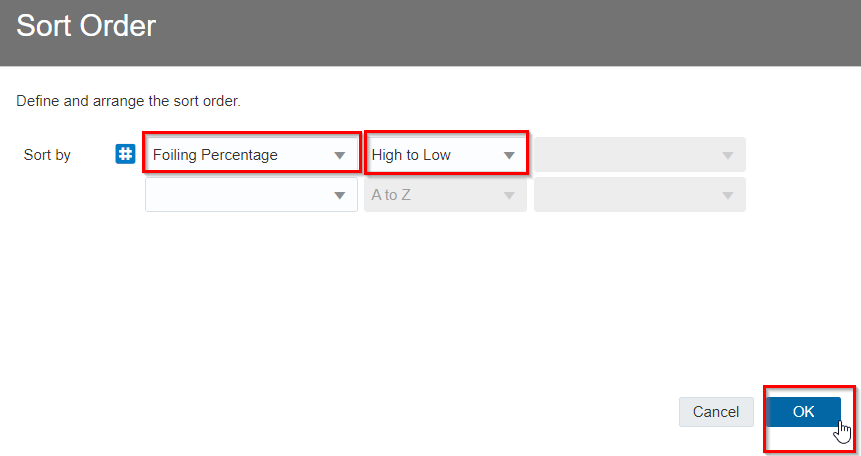 Sort Order
Define and arrange the sort order.
Sort by # Foiling Percentage High to Low
A to Z
Cancel OK